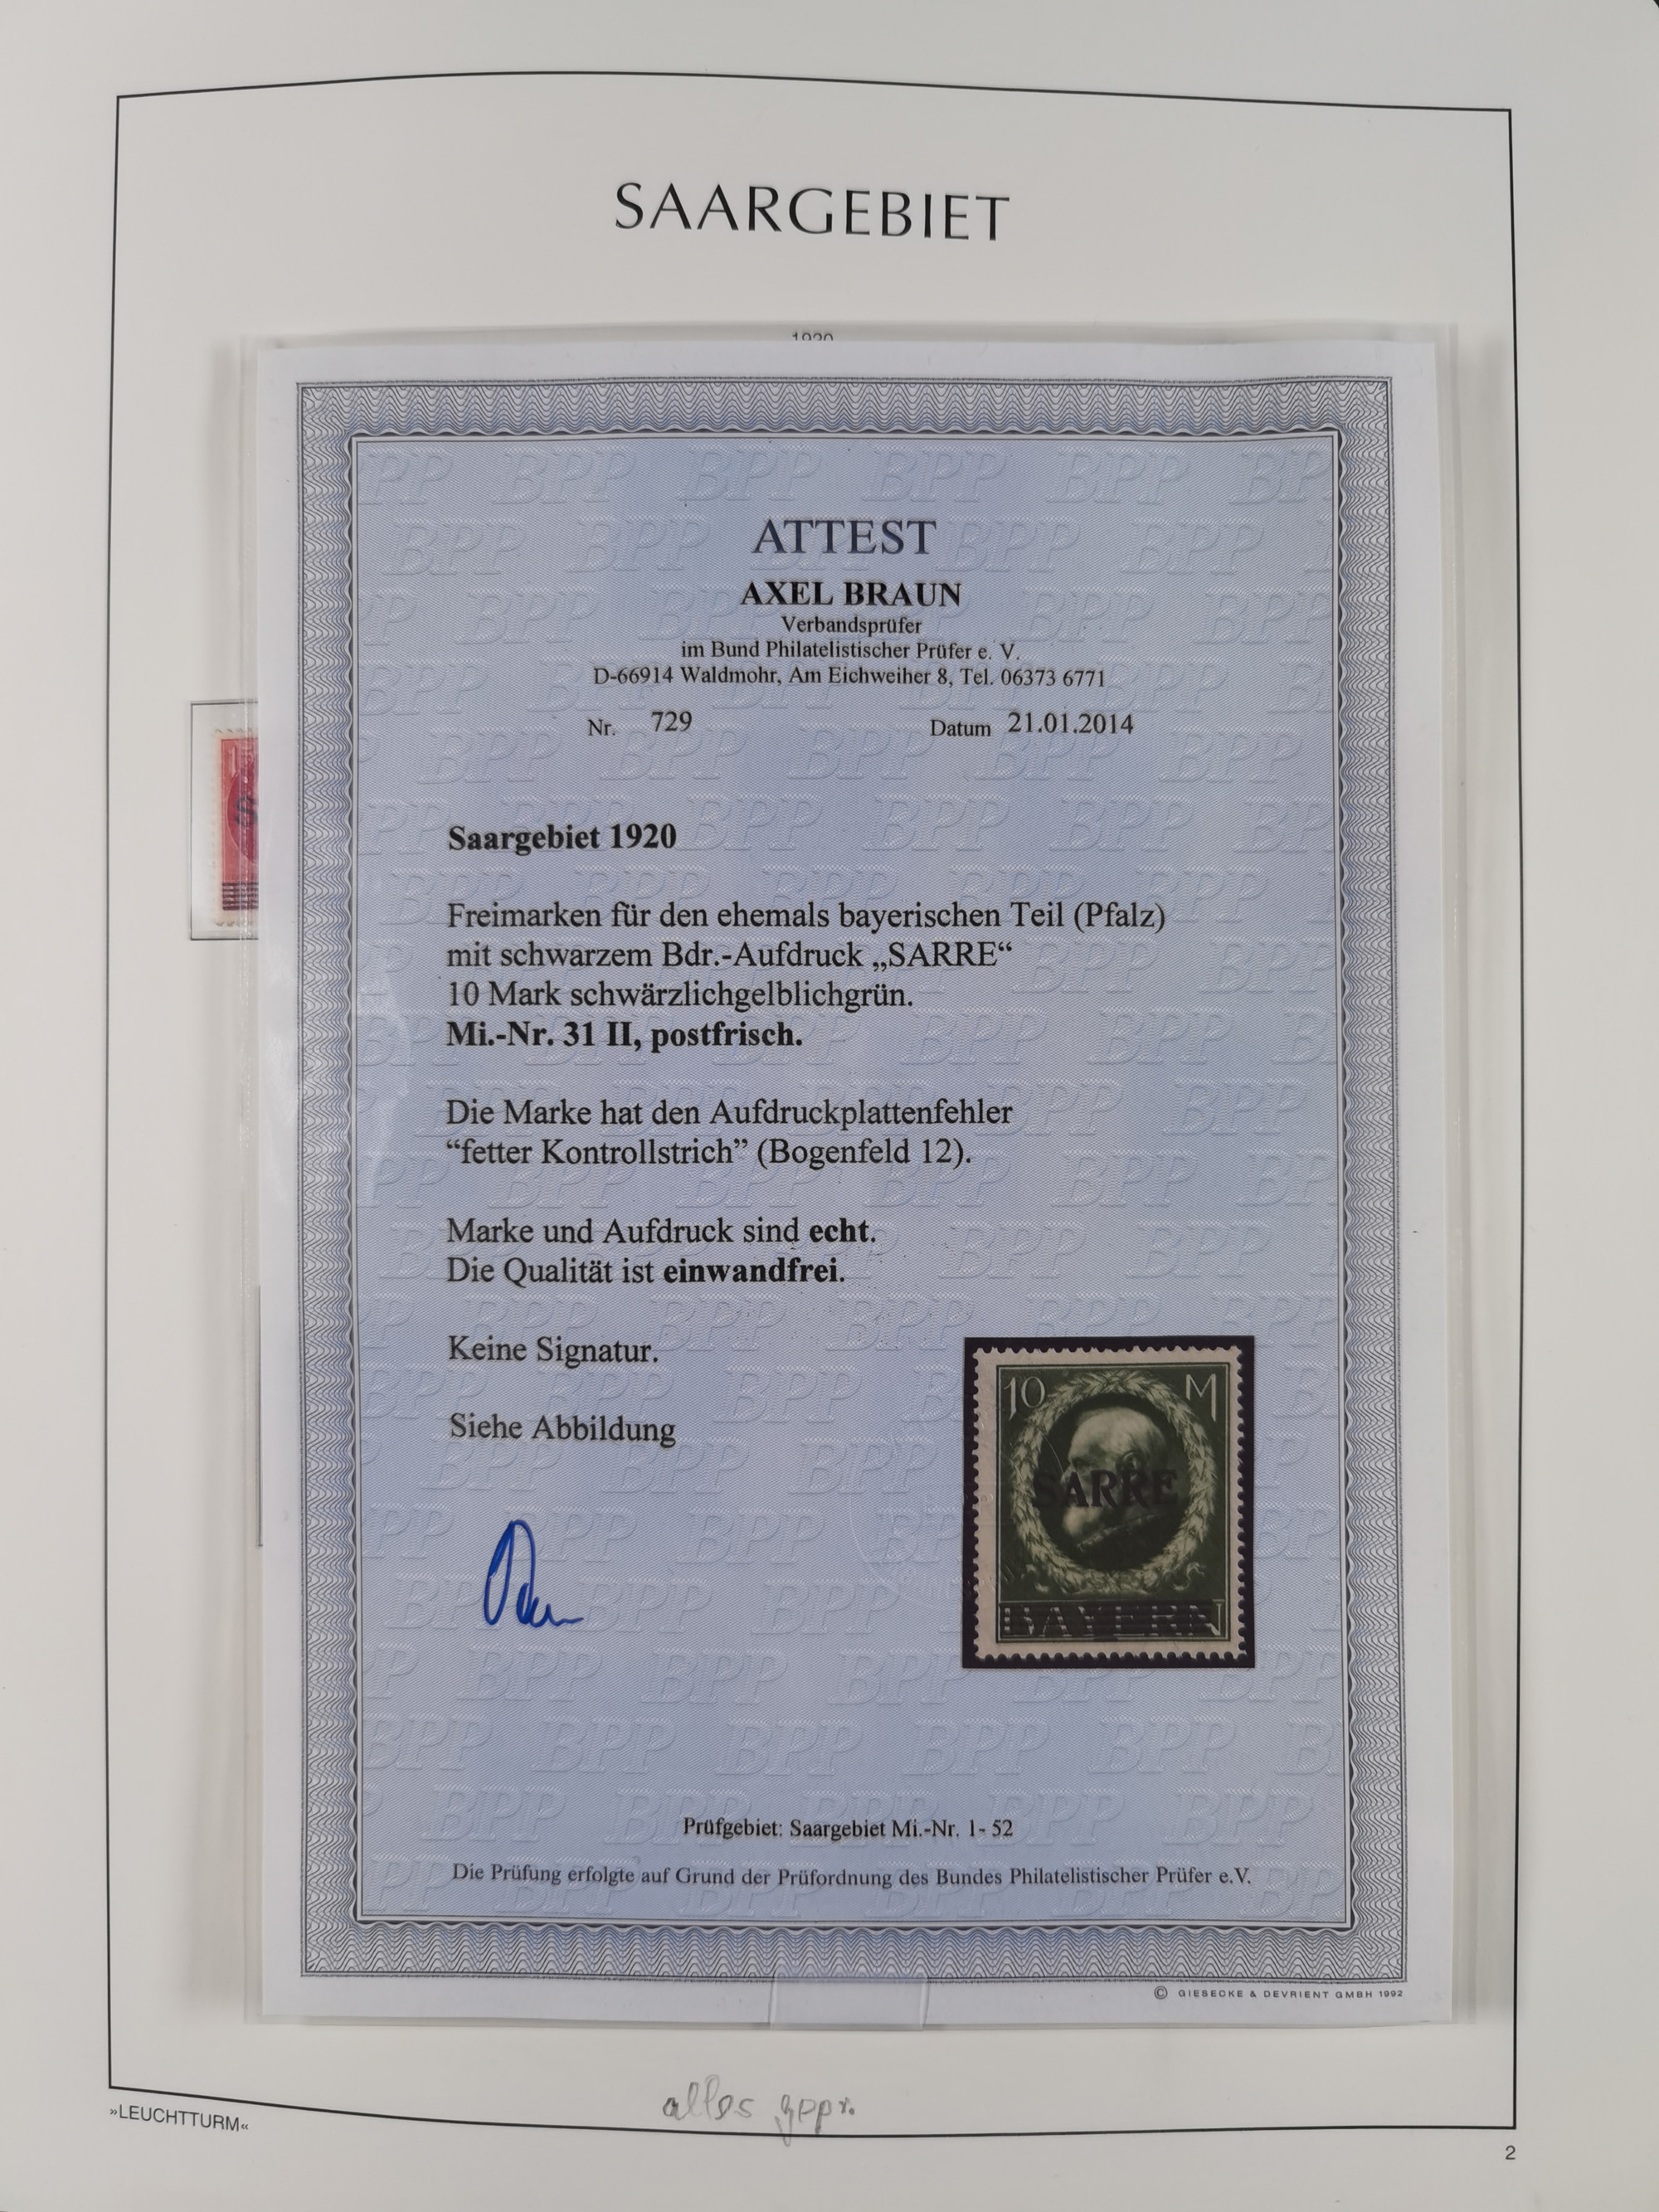 SAARGEBIET
1920
ATTEST
AXEL BRAUN
Verbandsprüfer
im Bund Philatelistischer Prüfer e. V.
D-66914 Waldmohr, Am Eichweiher 8, Tel. 06373 6771
Nr. 729 Datum 21.01.2014
Saargebiet 1920
Freimarken für den ehemals bayerischen Teil (Pfalz)
mit schwarzem Bdr.-Aufdruck „SARRE“
10 Mark schwärzlichgelblichgrün.
Mi.-Nr. 31 II, postfrisch.
Die Marke hat den Aufdruckplattenfehler
“fetter Kontrollstrich” (Bogenfeld 12).
Marke und Aufdruck sind echt.
Die Qualität ist einwandfrei.
Keine Signatur.
Siehe Abbildung
10 M
SARRE
BAYERN
Prüfgebiet: Saargebiet Mi.-Nr. 1- 52
Die Prüfung erfolgte auf Grund der Prüfordnung des Bundes Philatelistischer Prüfer e.V.
© GIESECKE & DEVRIENT GMBH 1992
alles gepr.
»LEUCHTTURM«
2